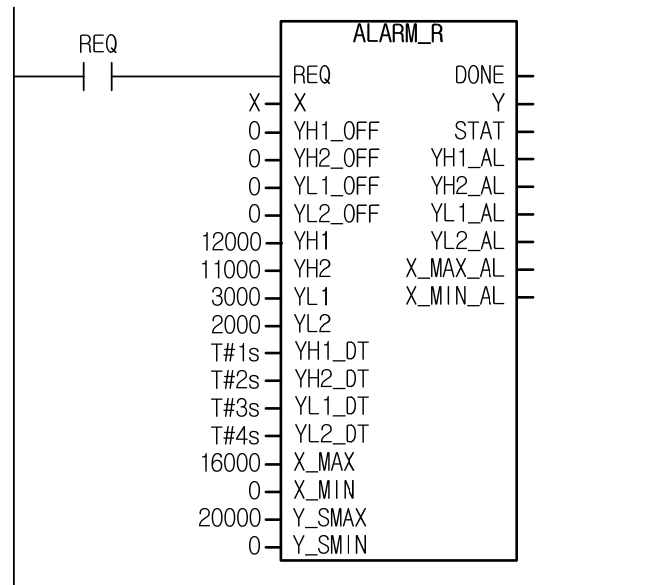 ALARM_R
REQ
REQ DONE
X X Y
0 YH1_OFF STAT
0 YH2_OFF YH1_AL
0 YL1_OFF YH2_AL
0 YL2_OFF YL1_AL
12000 YH1 YL2_AL
11000 YH2 X_MAX_AL
3000 YL1 X_MIN_AL
2000 YL2
T#1s YH1_DT
T#2s YH2_DT
T#3s YL1_DT
T#4s YL2_DT
16000 X_MAX
0 X_MIN
20000 Y_SMAX
0 Y_SMIN